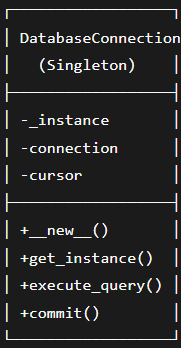 DatabaseConnection
(Singleton)
-_instance
-connection
-cursor
+__new__()
+get_instance()
+execute_query()
+commit()